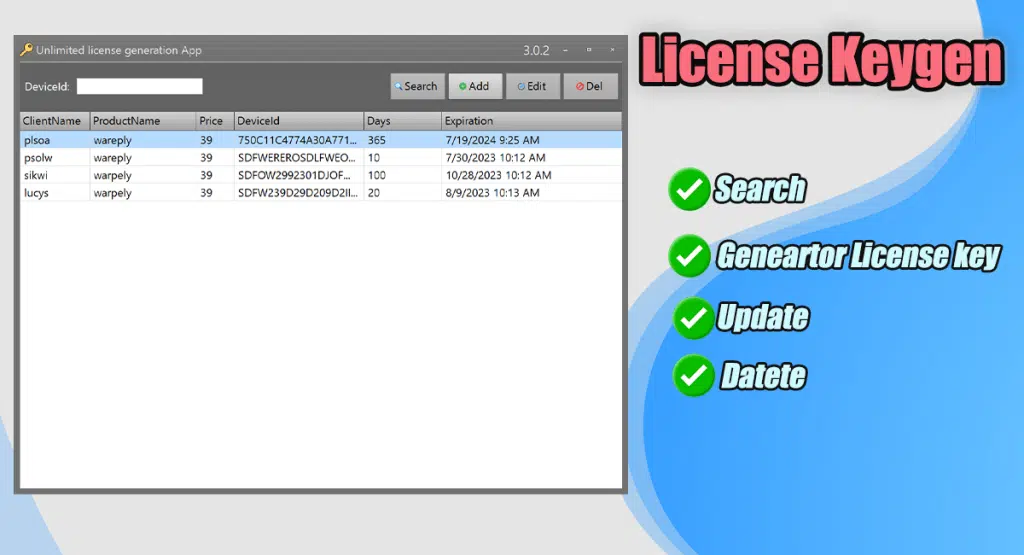 Unlimited license generation App 3.0.2
License Keygen
DeviceId: Search Add Edit Del
ClientName ProductName Price DeviceId Days Expiration
plsoa wareply 39 750C11C4774A30A771... 365 7/19/2024 9:25 AM
psolw wareply 39 SDFWEREROSDLFWEO... 10 7/30/2023 10:12 AM
sikwi wareply 39 SDFOW2992301DJOF... 100 10/28/2023 10:12 AM
lucys warpely 39 SDFW239D29D209D2II... 20 8/9/2023 10:13 AM
Search
Geneartor License key
Update
Datete